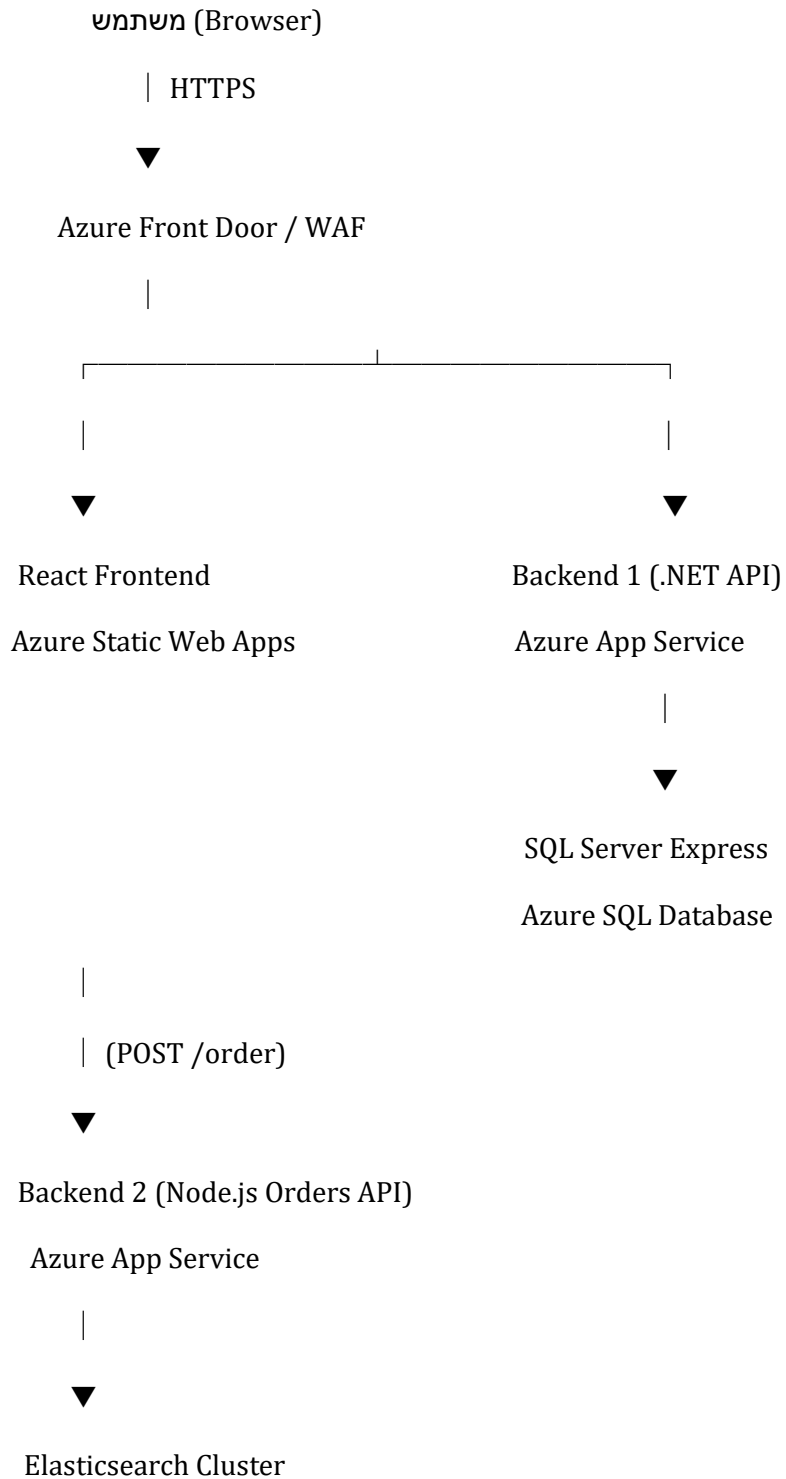 משתמש (Browser)
│ HTTPS
▼
Azure Front Door / WAF
│
┌───────────────────┴───────────────────┐
│ │
▼ ▼
React Frontend Backend 1 (.NET API)
Azure Static Web Apps Azure App Service
│
▼
SQL Server Express
Azure SQL Database
│
│ (POST /order)
▼
Backend 2 (Node.js Orders API)
Azure App Service
│
▼
Elasticsearch Cluster